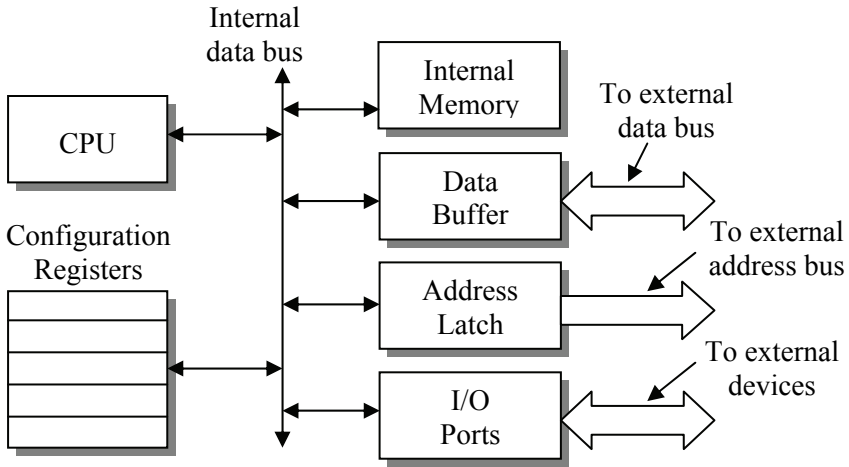 Internal
data bus
Internal
Memory
To external
data bus
CPU
Data
Buffer
Configuration
Registers
To external
address bus
Address
Latch
To external
devices
I/O
Ports